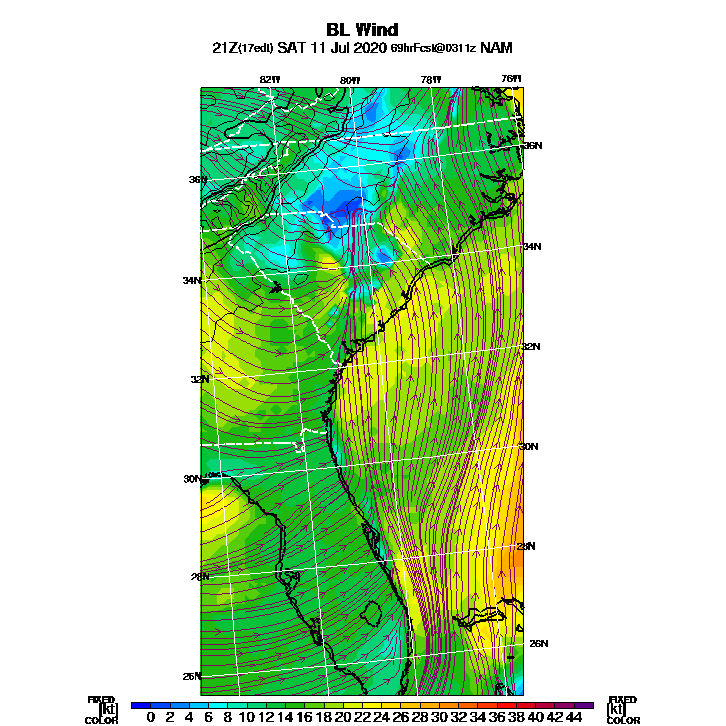 BL Wind
21Z(17edt) SAT 11 Jul 2020 69hrFcst@0311z NAM
82W 80W 78W 76W
36N
36N
34N
34N
32N
32N
30N
30N
28N
28N
26N
26N
FIXED FIXED
[kt] 0 2 4 6 8 10 12 14 16 18 20 22 24 26 28 30 32 34 36 38 40 42 44 [kt]
COLOR COLOR